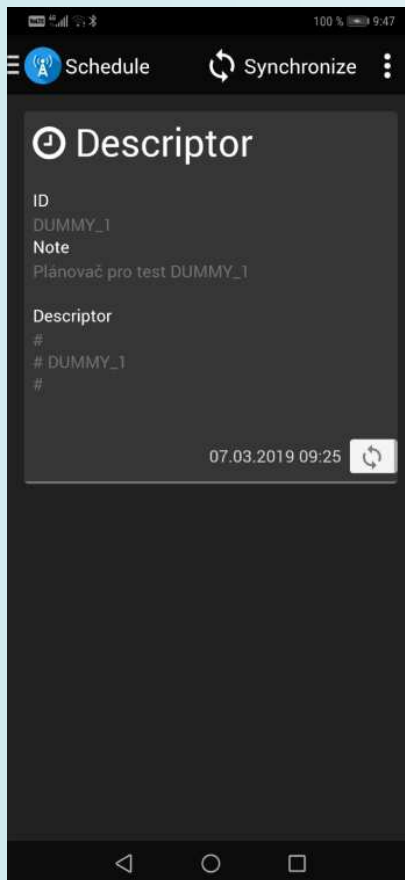 100 % 9:47
Schedule
Synchronize
Descriptor
ID
DUMMY_1
Note
Plánovač pro test DUMMY_1
Descriptor
#
# DUMMY_1
#
07.03.2019 09:25